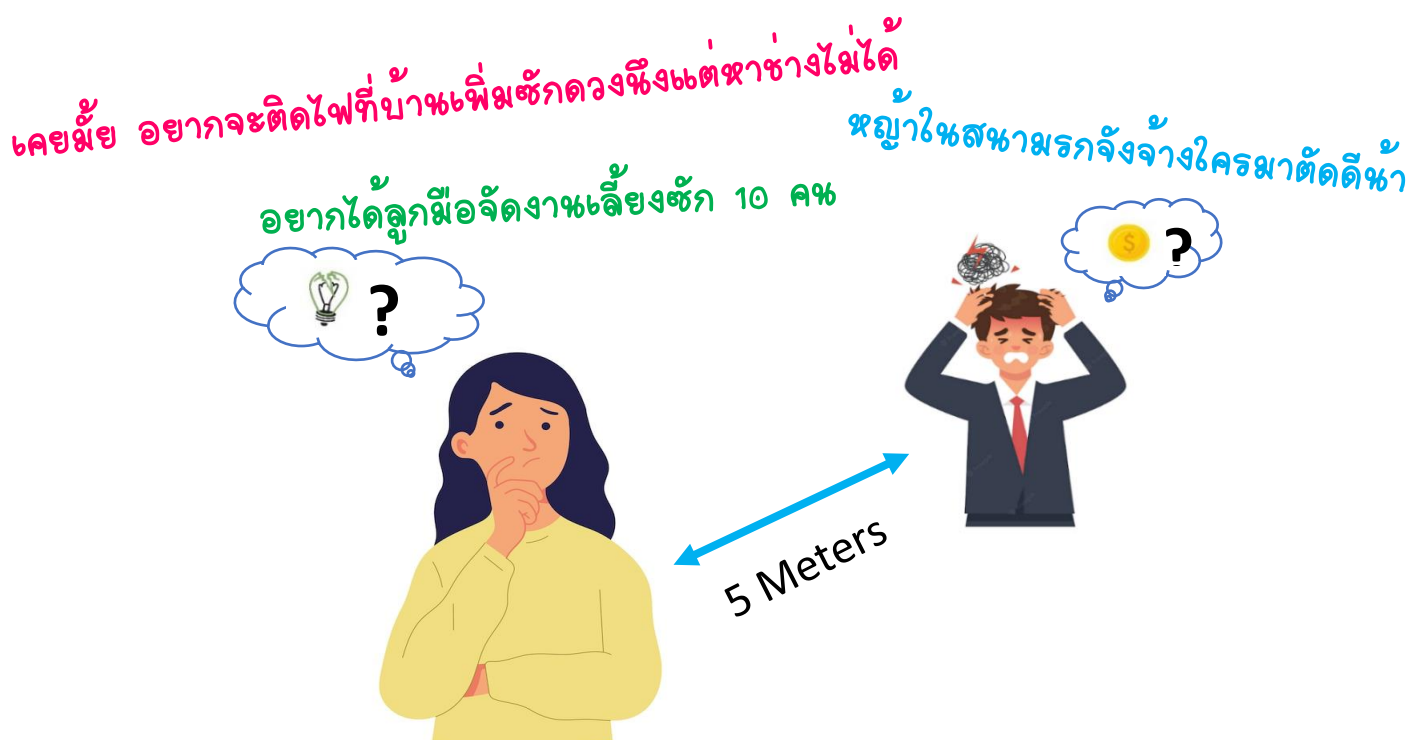 เคยมั้ย อยากจะติดไฟที่บ้านเพิ่มซักดวงนึงแต่หาช่างไม่ได้
หญ้าในสนามรกจังจ้างใครมาตัดดีน้า
อยากได้ลูกมือจัดงานเลี้ยงซัก 10 คน
$ ?
?
5 Meters